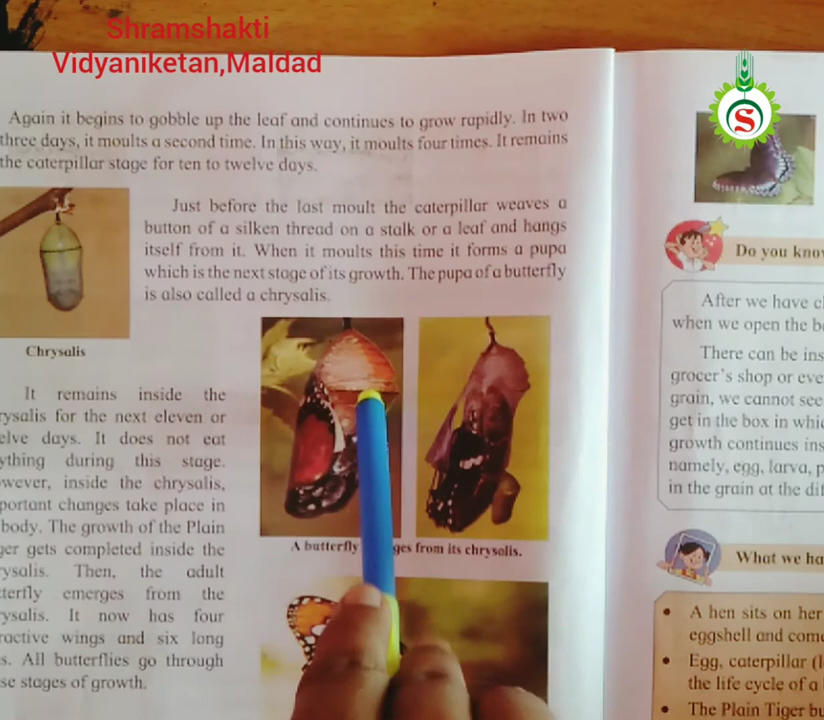 Shramshakti
Vidyaniketan,Maldad
S
Again it begins to gobble up the leaf and continues to grow rapidly. In two
three days, it moults a second time. In this way, it moults four times. It remains
the caterpillar stage for ten to twelve days.
Just before the last moult the caterpillar weaves a
button of a silken thread on a stalk or a leaf and hangs
itself from it. When it moults this time it forms a pupa
which is the next stage of its growth. The pupa of a butterfly
is also called a chrysalis.
Chrysalis
It remains inside the
rysalis for the next eleven or
elve days. It does not eat
ything during this stage.
wever, inside the chrysalis,
portant changes take place in
body. The growth of the Plain
ger gets completed inside the
rysalis. Then, the adult
tterfly emerges from the
rysalis. It now has four
ractive wings and six long
s. All butterflies go through
se stages of growth.
A butterfly ges from its chrysalis.
Do you know
After we have cl
when we open the b
There can be ins
grocer's shop or eve
grain, we cannot see
get in the box in whic
growth continues ins
namely, egg, larva, p
in the grain at the dif
What we ha
• A hen sits on her
eggshell and come
• Egg, caterpillar (l
the life cycle of a
• The Plain Tiger bu